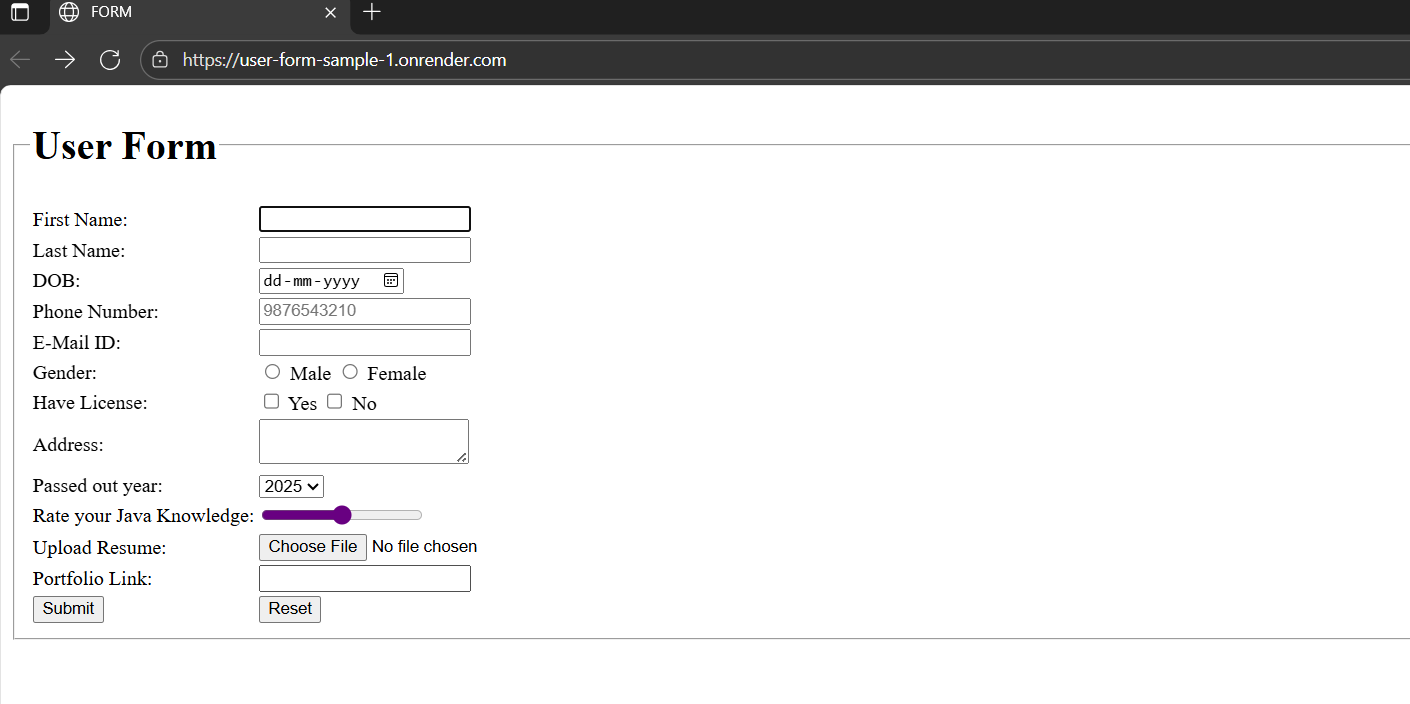 FORM
https://user-form-sample-1.onrender.com
User Form
First Name:
Last Name:
DOB: dd-mm-yyyy
Phone Number: 9876543210
E-Mail ID:
Gender: Male Female
Have License: Yes No
Address:
Passed out year: 2025
Rate your Java Knowledge:
Upload Resume: Choose File No file chosen
Portfolio Link:
Submit Reset